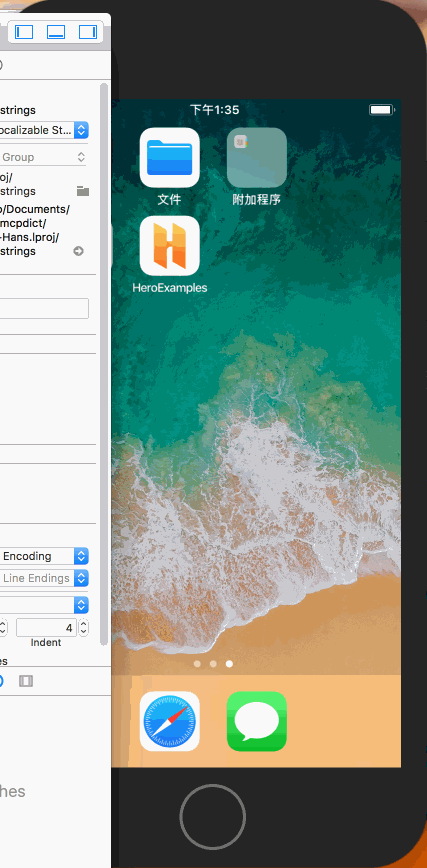 strings
ocalizable St...
Group
oj/
strings
o/Documents/
mcpdict/
-Hans.lproj/
strings
Encoding
Line Endings
4
Indent
es
hes
下午1:35
文件
附加程序
HeroExamples